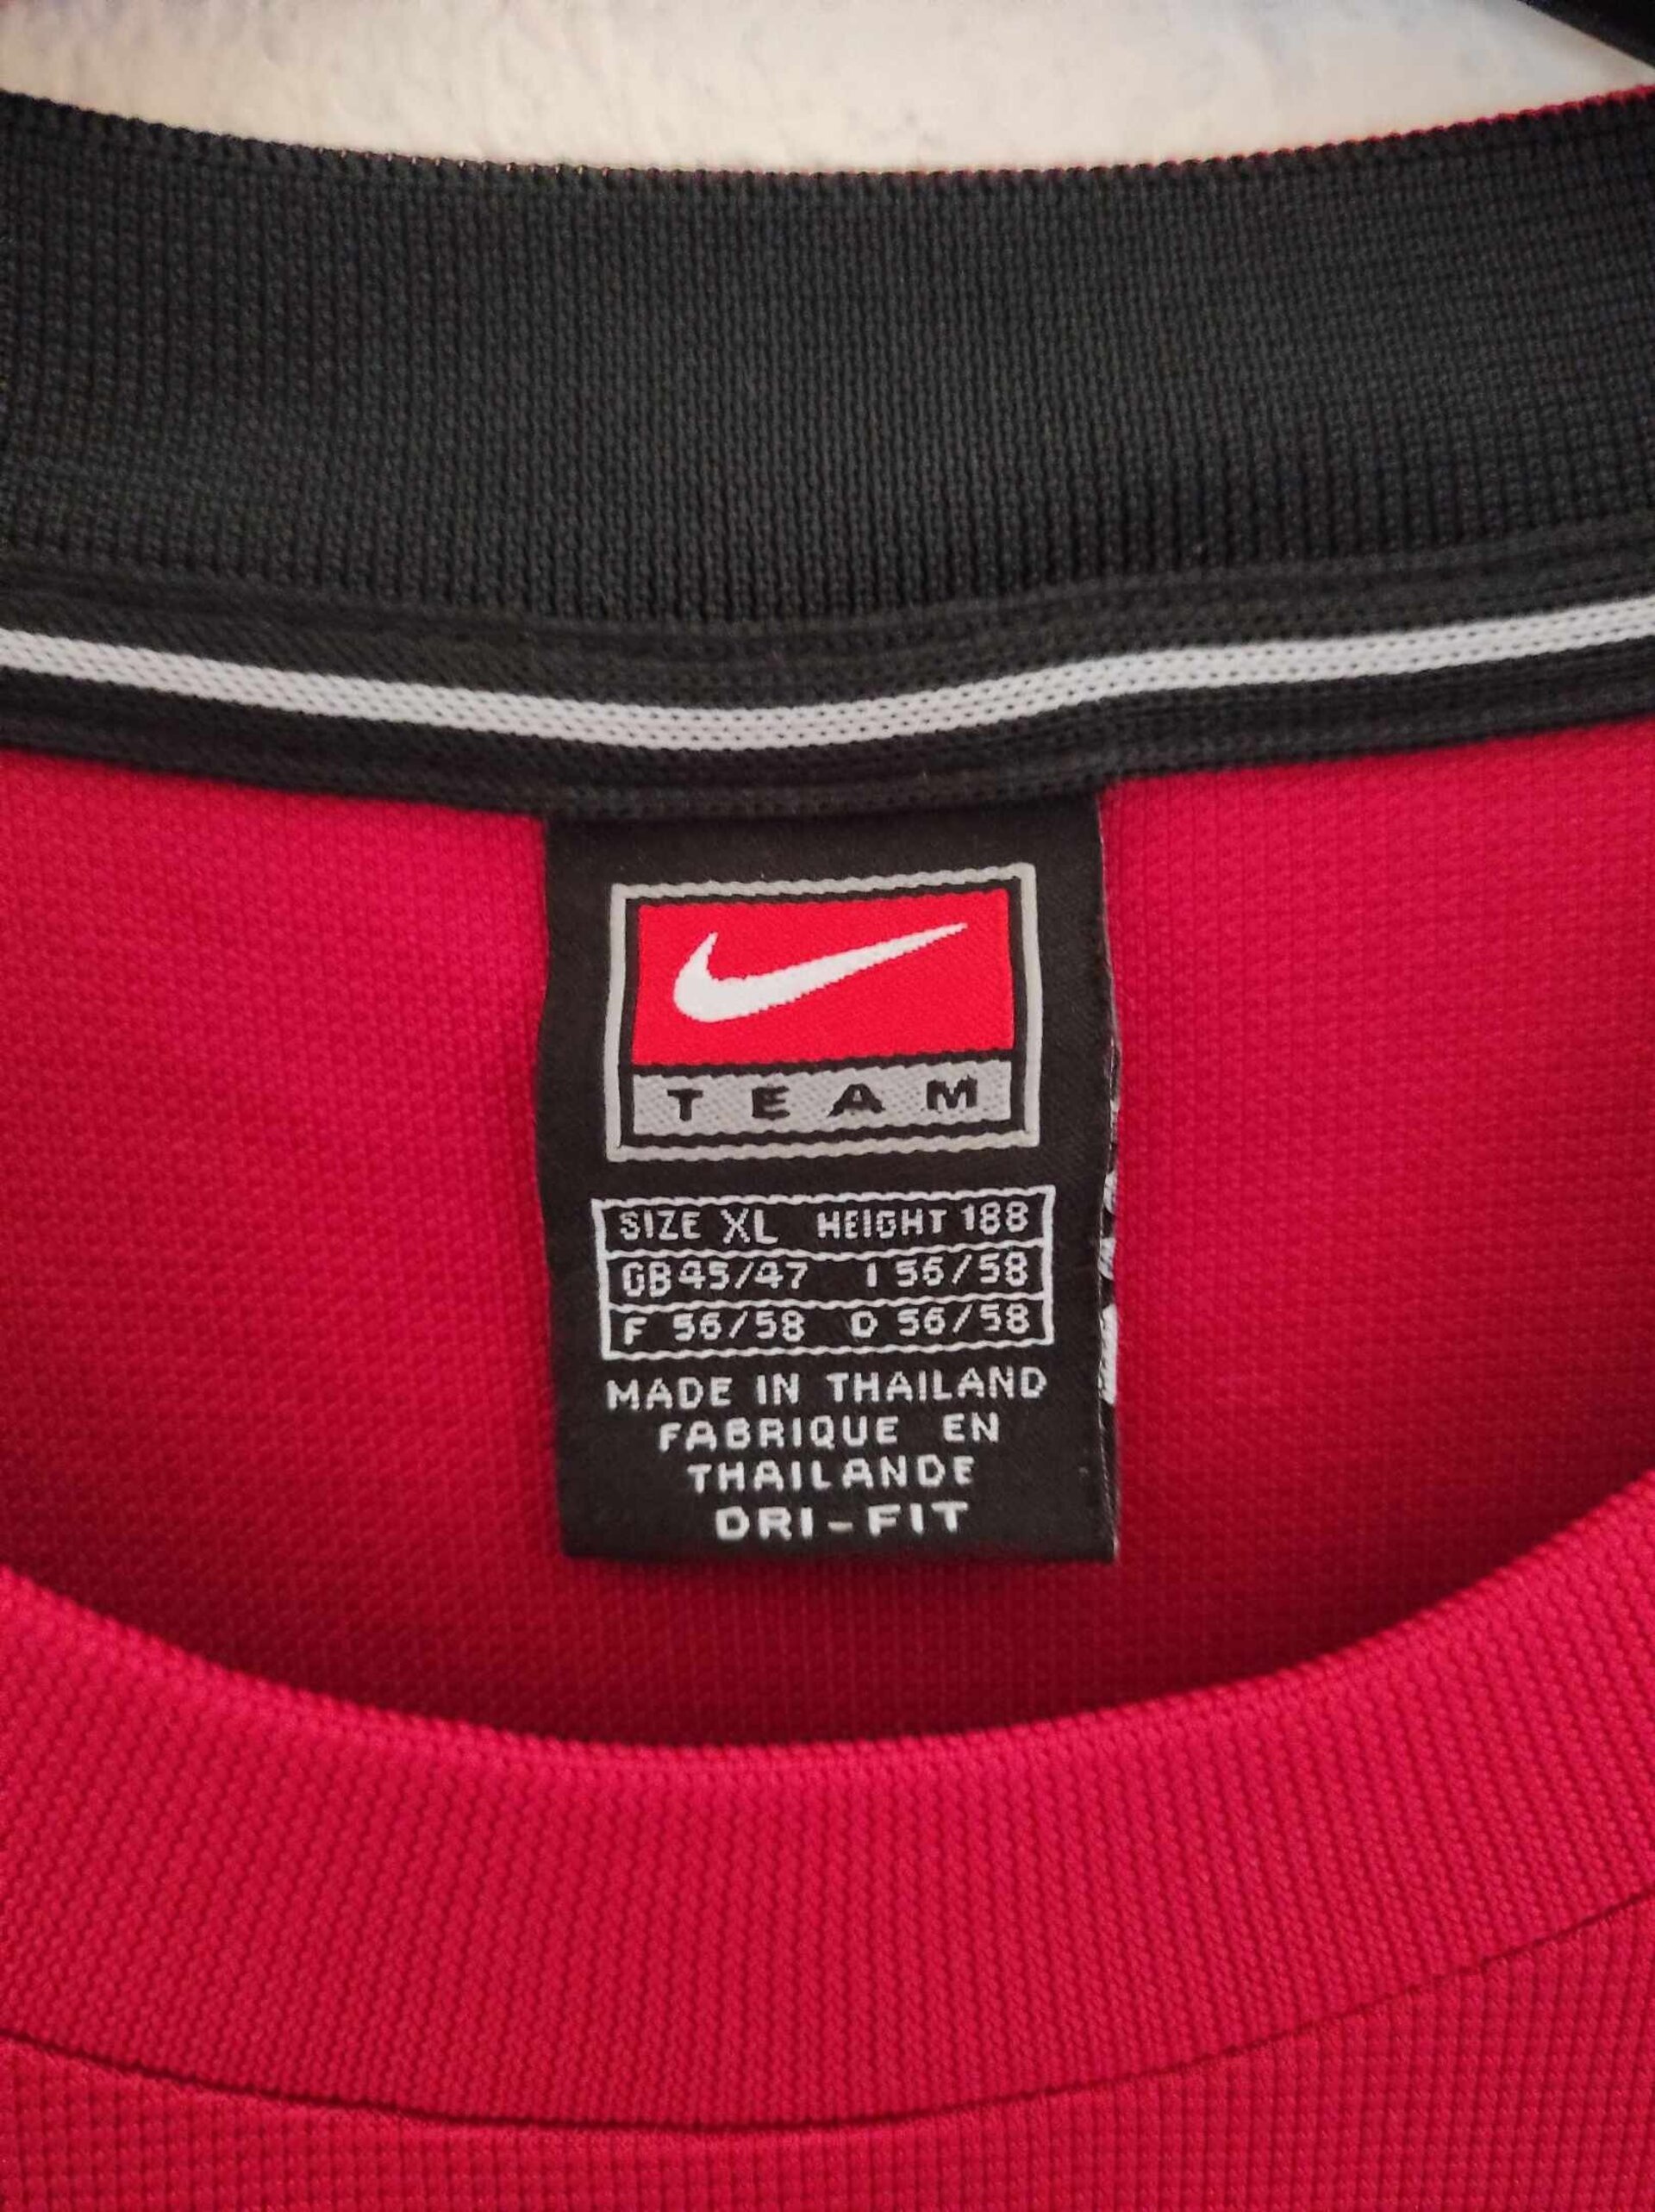 TEAM
SIZE XL HEIGHT 188
GB 45/47 I 56/58
F 56/58 D 56/58
MADE IN THAILAND
FABRIQUE EN
THAILANDE
DRI-FIT